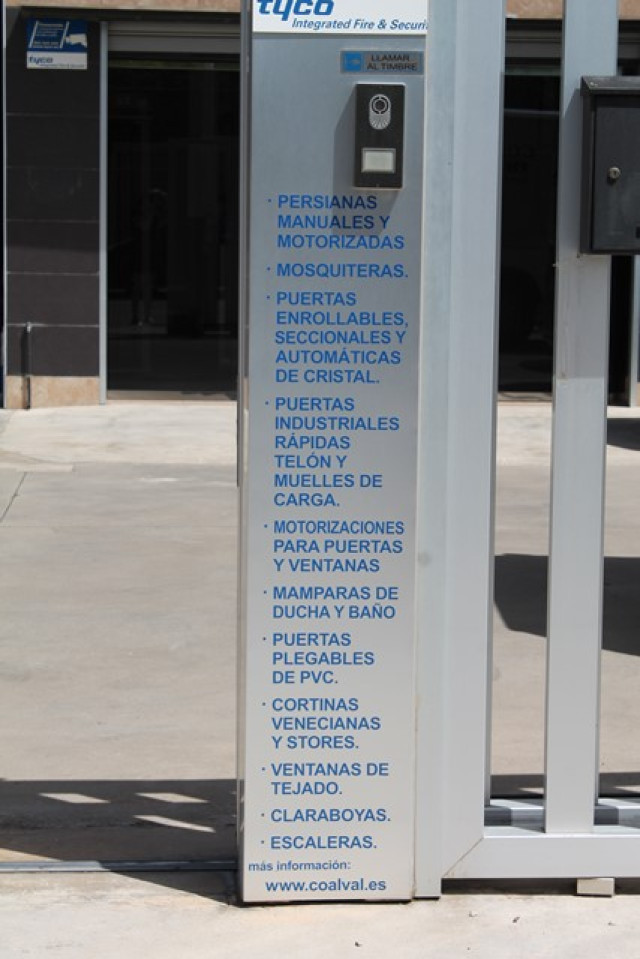 tyco
Integrated Fire & Securi
tyco
LLAMAR
AL TIMBRE
· PERSIANAS
MANUALES Y
MOTORIZADAS
· MOSQUITERAS.
· PUERTAS
ENROLLABLES,
SECCIONALES Y
AUTOMÁTICAS
DE CRISTAL.
· PUERTAS
INDUSTRIALES
RÁPIDAS
TELÓN Y
MUELLES DE
CARGA.
· MOTORIZACIONES
PARA PUERTAS
Y VENTANAS
· MAMPARAS DE
DUCHA Y BAÑO
· PUERTAS
PLEGABLES
DE PVC.
· CORTINAS
VENECIANAS
Y STORES.
· VENTANAS DE
TEJADO.
· CLARABOYAS.
· ESCALERAS.
más información:
www.coalval.es